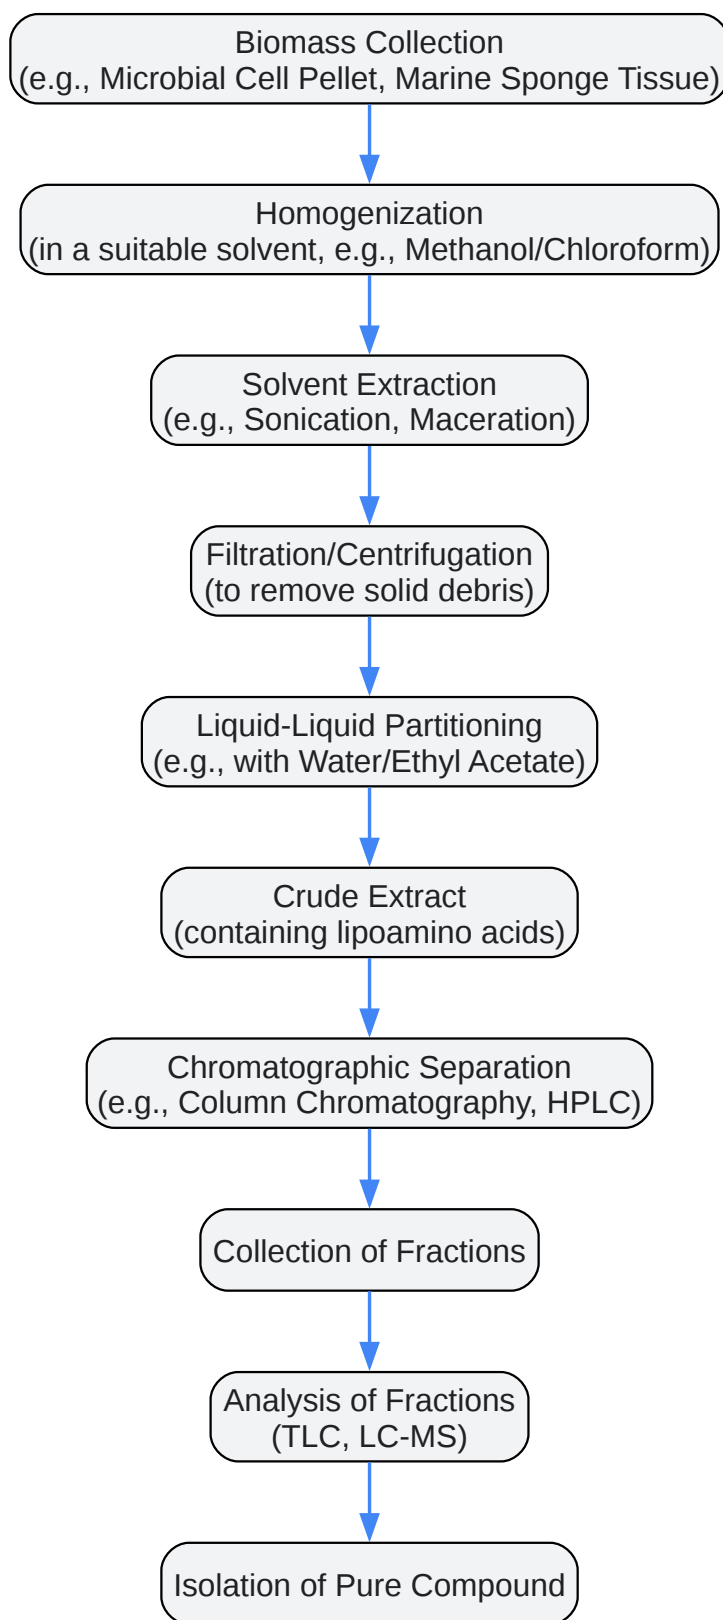 Biomass Collection
(e.g., Microbial Cell Pellet, Marine Sponge Tissue)
Homogenization
(in a suitable solvent, e.g., Methanol/Chloroform)
Solvent Extraction
(e.g., Sonication, Maceration)
Filtration/Centrifugation
(to remove solid debris)
Liquid-Liquid Partitioning
(e.g., with Water/Ethyl Acetate)
Crude Extract
(containing lipoamino acids)
Chromatographic Separation
(e.g., Column Chromatography, HPLC)
Collection of Fractions
Analysis of Fractions
(TLC, LC-MS)
Isolation of Pure Compound